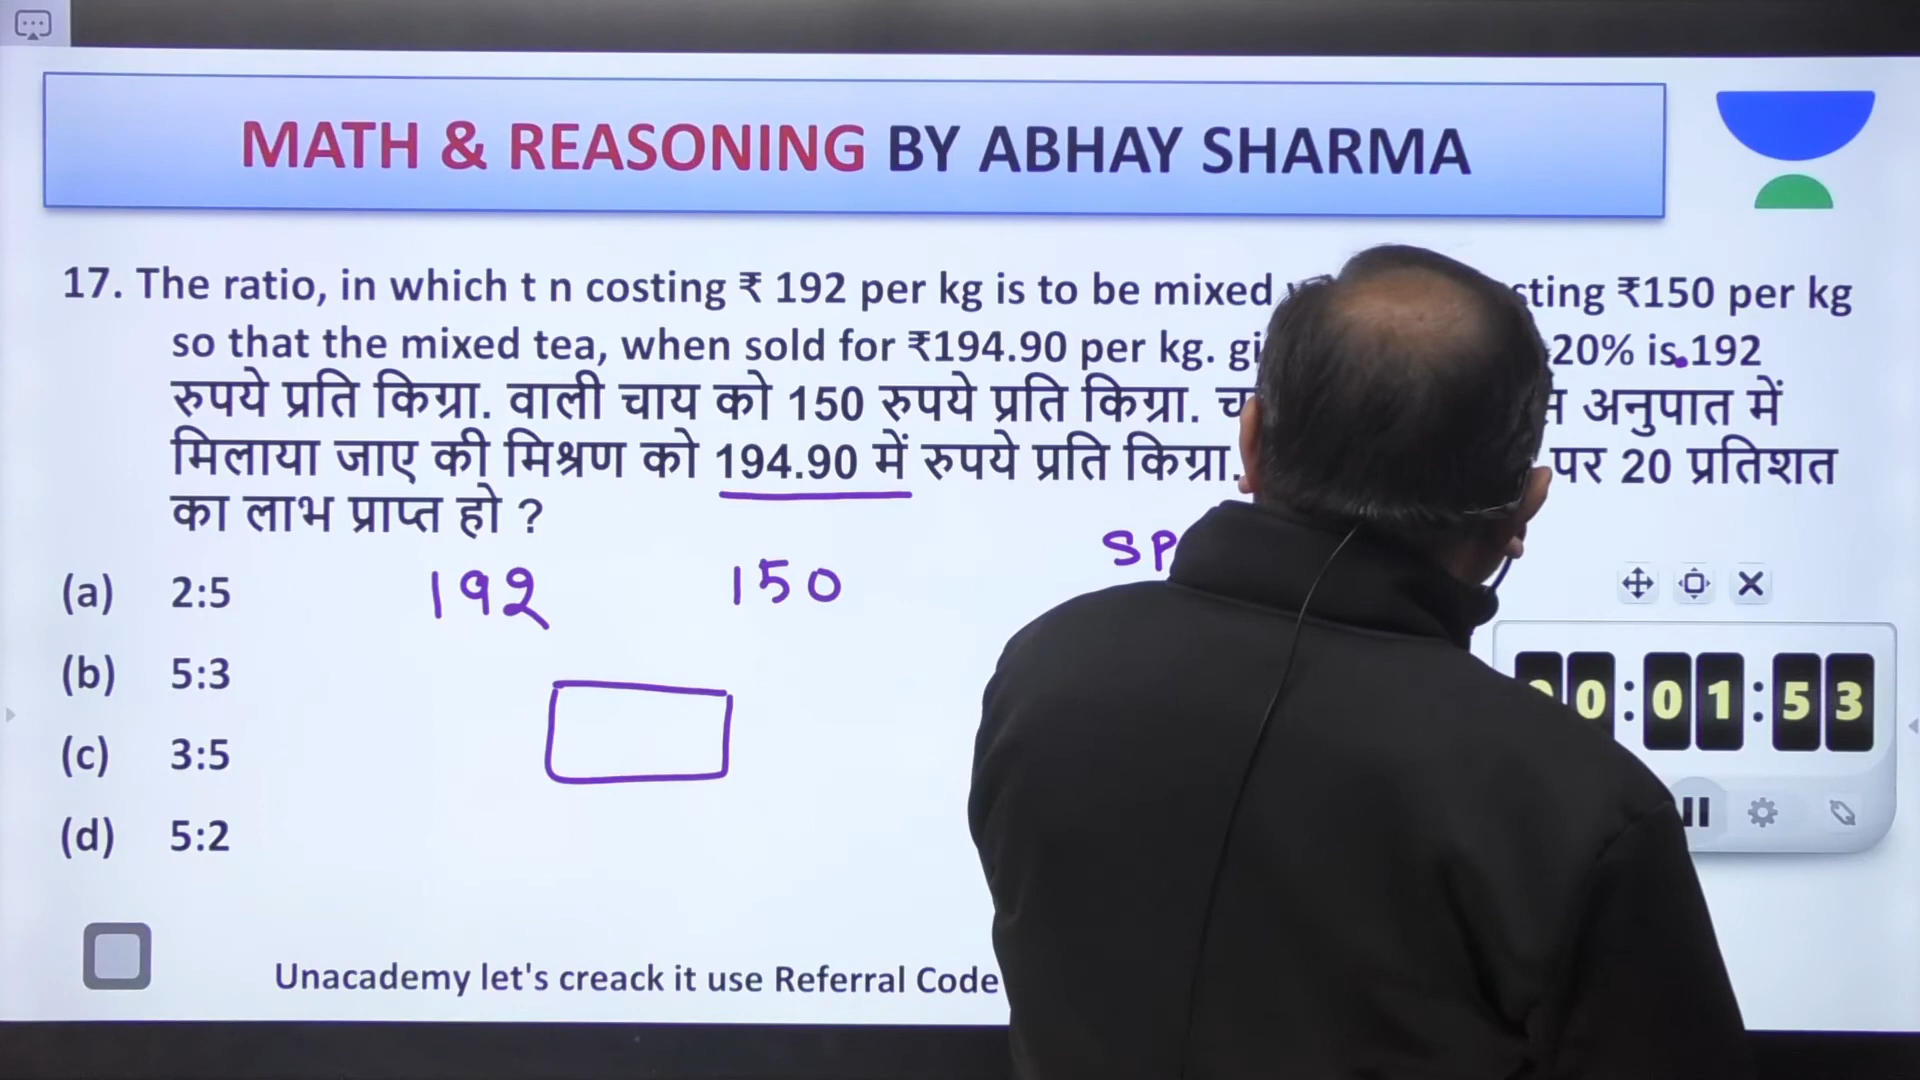 MATH & REASONING BY ABHAY SHARMA
17. The ratio, in which t n costing ₹ 192 per kg is to be mixed sting ₹150 per kg
so that the mixed tea, when sold for ₹194.90 per kg. gi 20% is.192
रुपये प्रति किग्रा. वाली चाय को 150 रुपये प्रति किग्रा. अनुपात में
मिलाया जाए की मिश्रण को 194.90 में रुपये प्रति किग्रा. पर 20 प्रतिशत
का लाभ प्राप्त हो ?
SP
(a) 2:5 192 150
(b) 5:3
00:01:53
(c) 3:5
(d) 5:2
Unacademy let's creack it use Referral Code